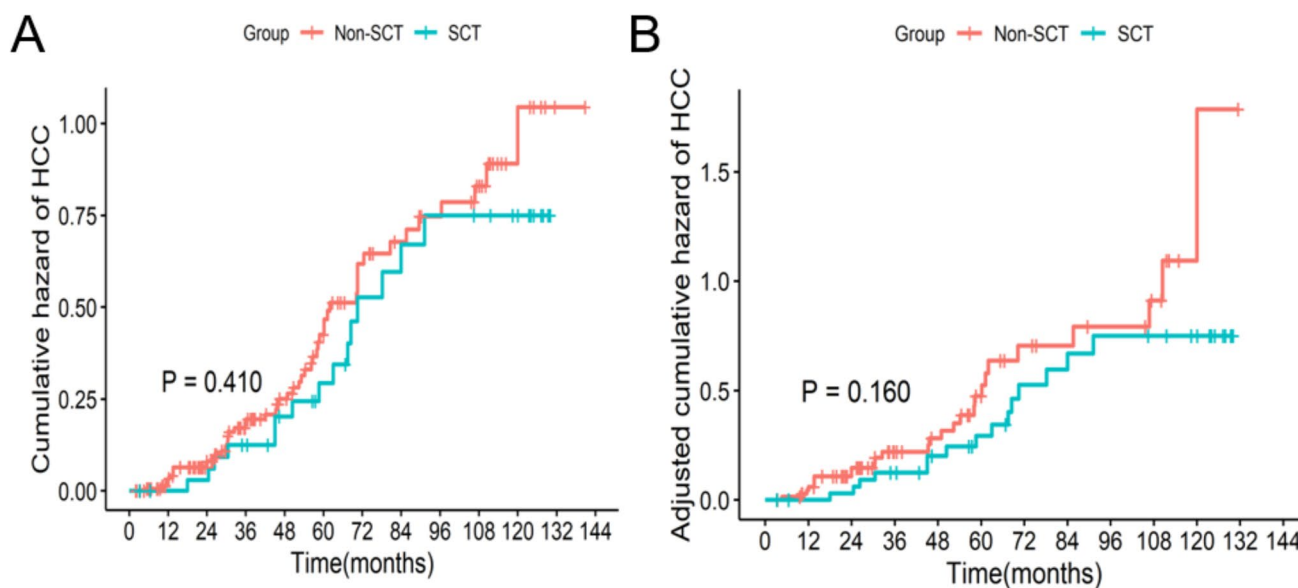 A
Group Non-SCT SCT
Cumulative hazard of HCC
1.00
0.75
0.50
0.25
0.00
P = 0.410
0 12 24 36 48 60 72 84 96 108 120 132 144
Time(months)
B
Group Non-SCT SCT
Adjusted cumulative hazard of HCC
1.5
1.0
0.5
0.0
P = 0.160
0 12 24 36 48 60 72 84 96 108 120 132 144
Time(months)